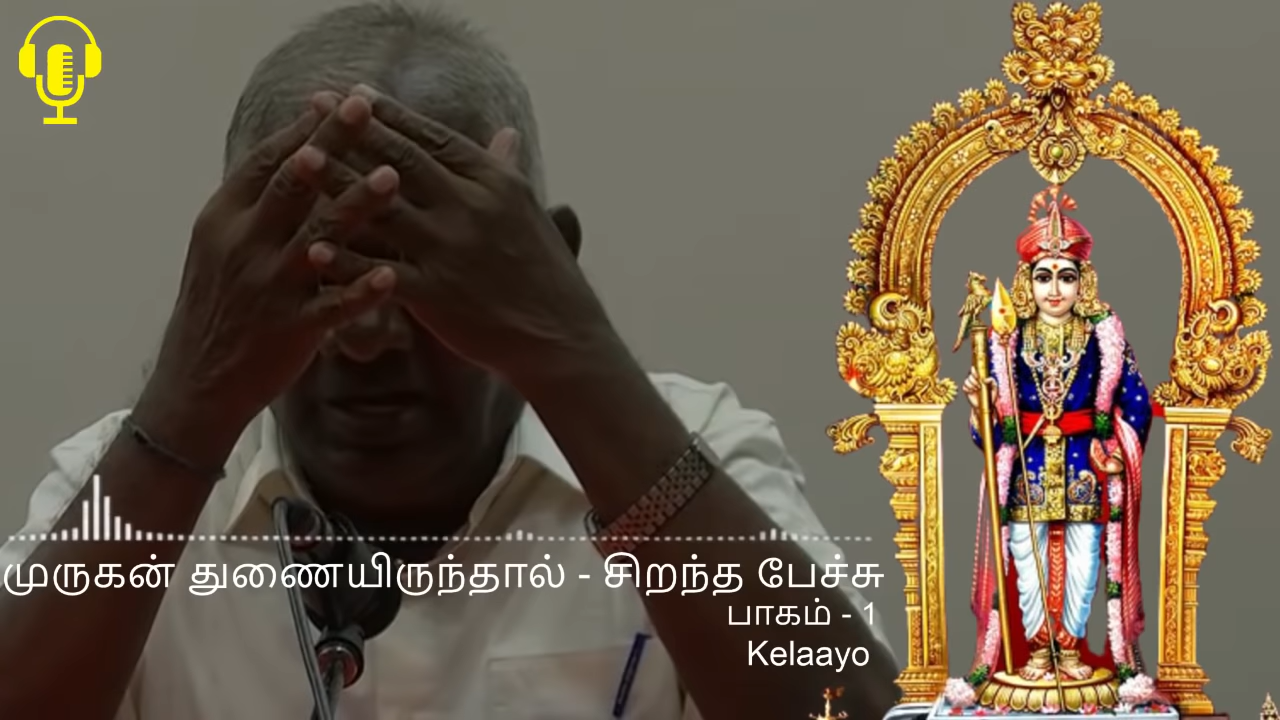 முருகன் துணையிருந்தால் - சிறந்த பேச்சு
பாகம் - 1
Kelaayo